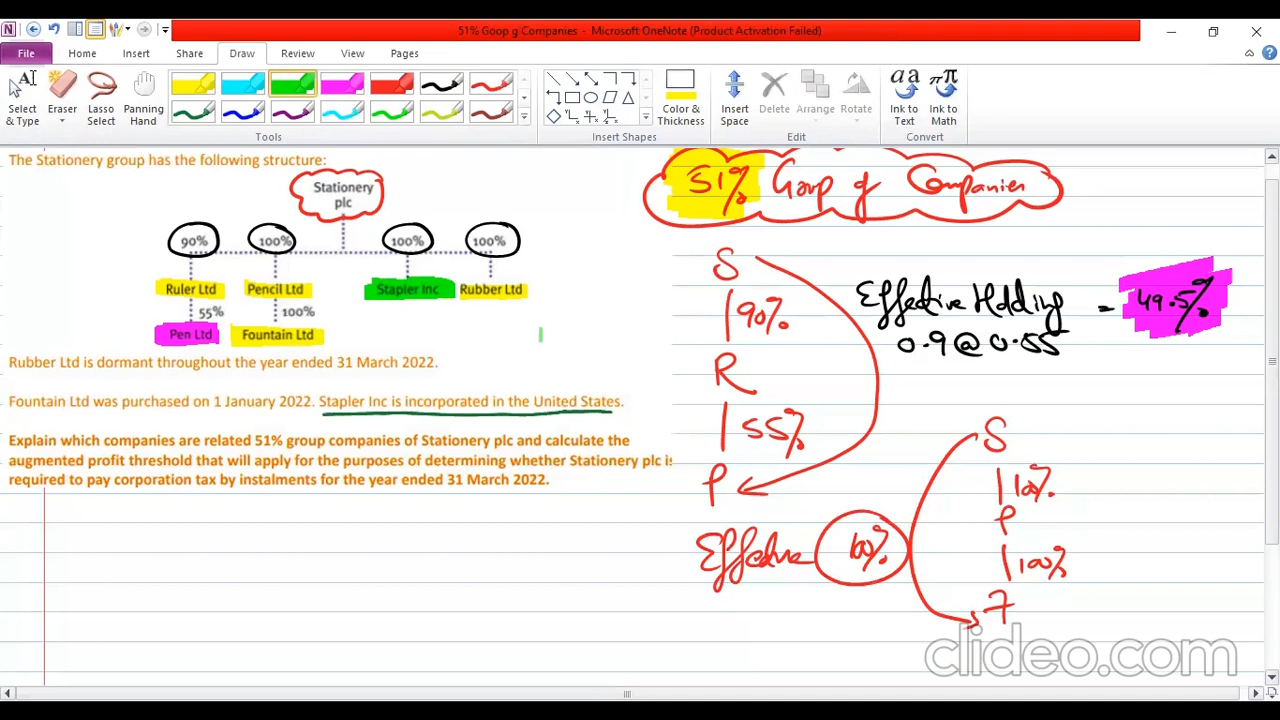 51% Goop g Companies - Microsoft OneNote (Product Activation Failed)
File Home Insert Share Draw Review View Pages
Select & Type
Eraser
Lasso Select
Panning Hand
Color & Thickness
Insert Space
Delete
Arrange
Rotate
Ink to Text
Ink to Math
Tools
Insert Shapes
Edit
Convert
The Stationery group has the following structure:
Stationery
plc
90% 100% 100% 100%
Ruler Ltd Pencil Ltd Stapler Inc Rubber Ltd
55% 100%
Pen Ltd Fountain Ltd
Rubber Ltd is dormant throughout the year ended 31 March 2022.
Fountain Ltd was purchased on 1 January 2022. Stapler Inc is incorporated in the United States.
Explain which companies are related 51% group companies of Stationery plc and calculate the
augmented profit threshold that will apply for the purposes of determining whether Stationery plc is
required to pay corporation tax by instalments for the year ended 31 March 2022.
51% Goop of Companies
S
90%
R
55%
P
Effective Holding = 49.5%
0.9 @ 0.55
Effective 100%
S
100%
P
100%
F
clideo.com